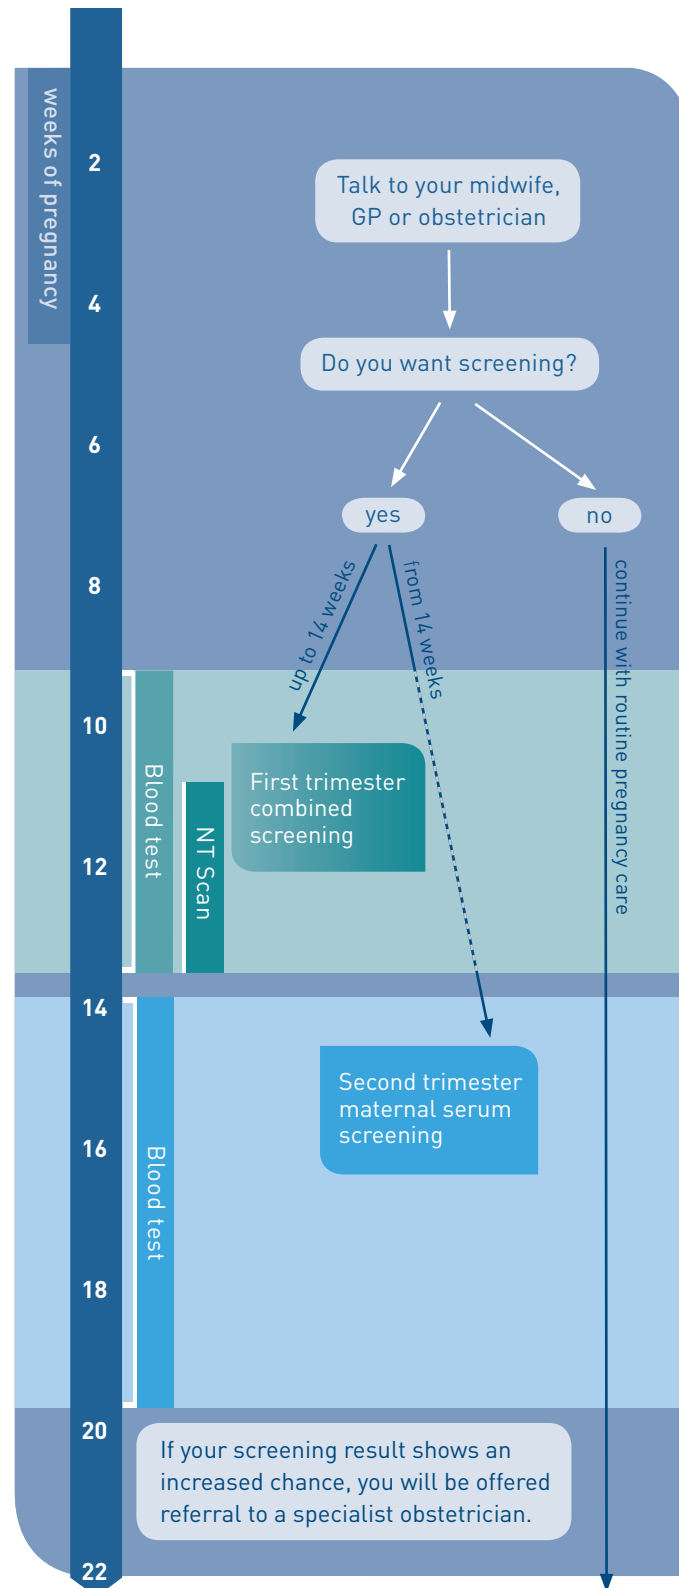 weeks of pregnancy
2
Talk to your midwife,
GP or obstetrician
4
Do you want screening?
6
yes
no
8
up to 14 weeks
from 14 weeks
continue with routine pregnancy care
10
Blood test
NT Scan
First trimester
combined
screening
12
14
Second trimester
maternal serum
screening
16
Blood test
18
20
If your screening result shows an
increased chance, you will be offered
referral to a specialist obstetrician.
22